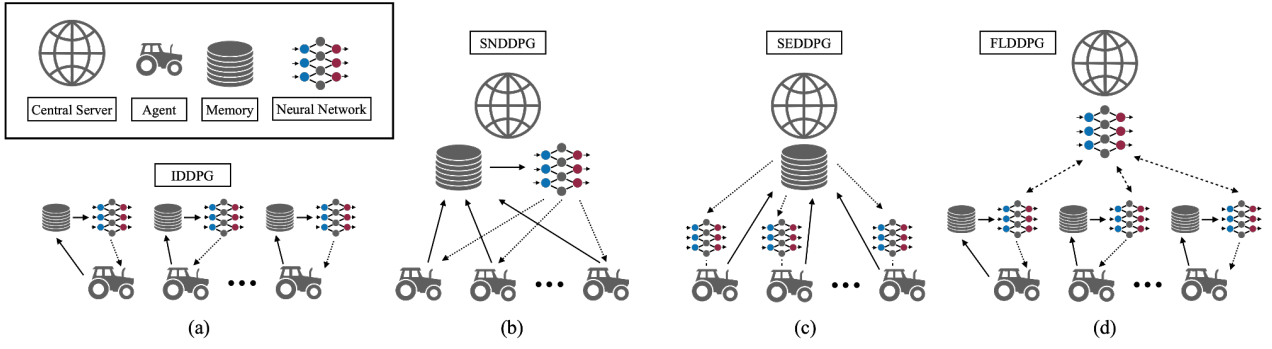 Central Server
Agent
Memory
Neural Network
IDDPG
(a)
SNDDPG
(b)
SEDDPG
(c)
FLDDPG
(d)